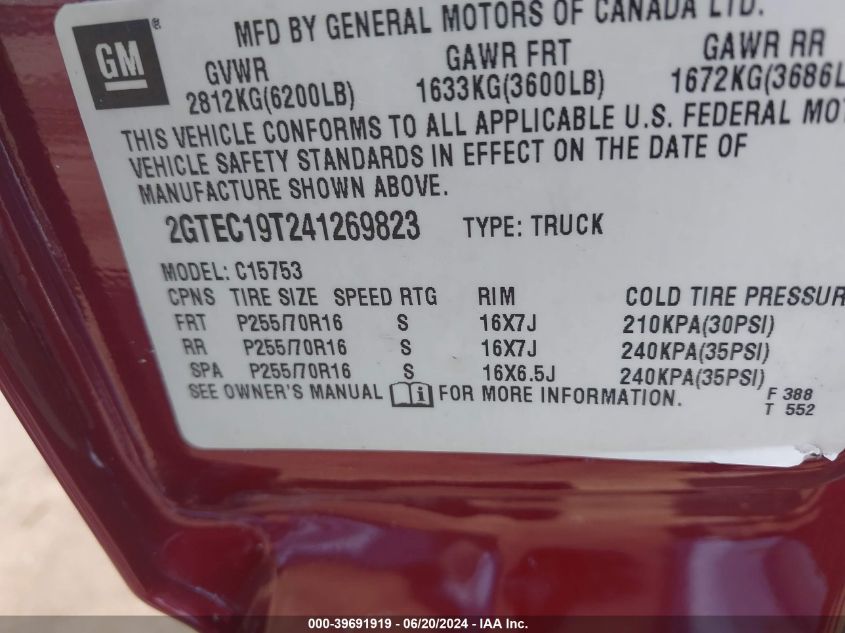 GM ®
MFD BY GENERAL MOTORS OF CANADA LTD.
GVWR GAWR FRT GAWR RR
2812KG(6200LB) 1633KG(3600LB) 1672KG(3686L
THIS VEHICLE CONFORMS TO ALL APPLICABLE U.S. FEDERAL MO
VEHICLE SAFETY STANDARDS IN EFFECT ON THE DATE OF
MANUFACTURE SHOWN ABOVE.
2GTEC19T241269823 TYPE: TRUCK
MODEL: C15753
CPNS TIRE SIZE SPEED RTG RIM COLD TIRE PRESSUR
FRT P255/70R16 S 16X7J 210KPA(30PSI)
RR P255/70R16 S 16X7J 240KPA(35PSI)
SPA P255/70R16 S 16X6.5J 240KPA(35PSI)
SEE OWNER'S MANUAL i FOR MORE INFORMATION.
F 388
T 552
000-39691919 - 06/20/2024 - IAA Inc.